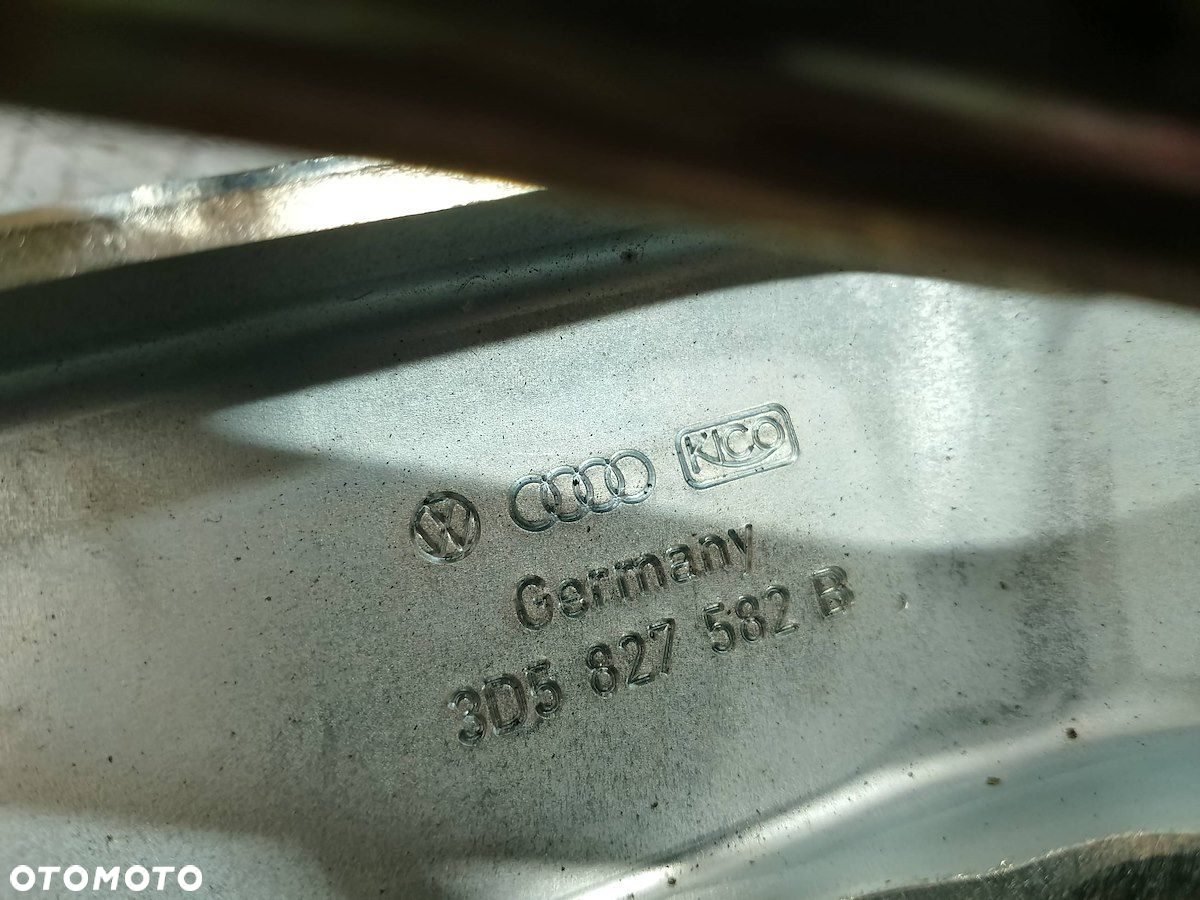 KICO
Germany
3D5 827 582 B
OTOMOTO